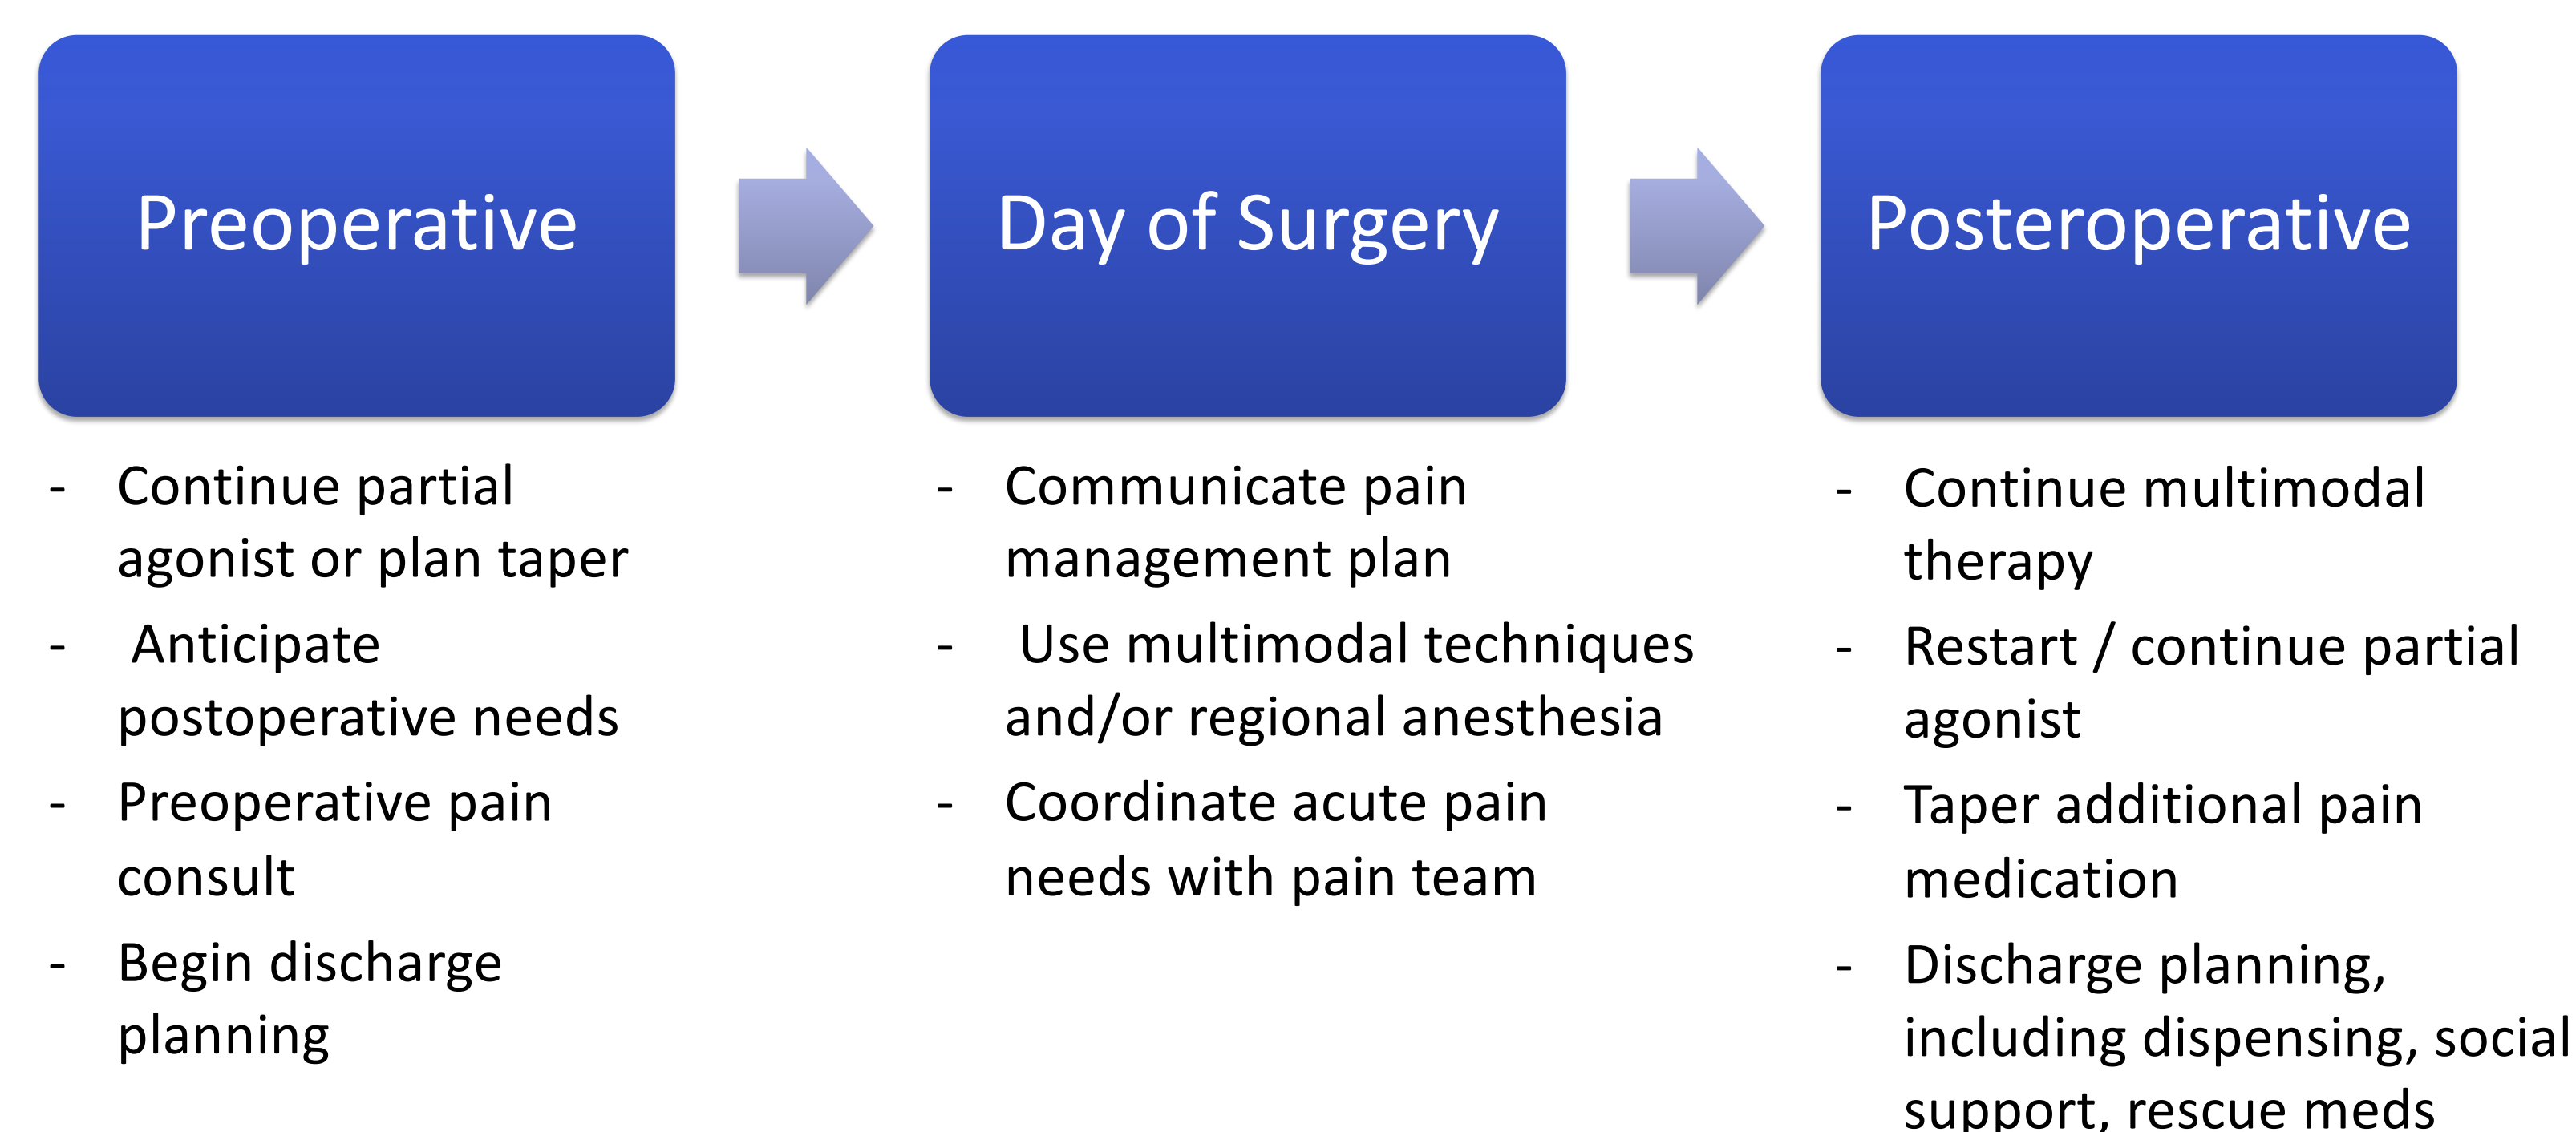 Preoperative
- Continue partial
agonist or plan taper
- Anticipate
postoperative needs
- Preoperative pain
consult
- Begin discharge
planning
Day of Surgery
- Communicate pain
management plan
- Use multimodal techniques
and/or regional anesthesia
- Coordinate acute pain
needs with pain team
Posteroperative
- Continue multimodal
therapy
- Restart / continue partial
agonist
- Taper additional pain
medication
- Discharge planning,
including dispensing, social
support, rescue meds